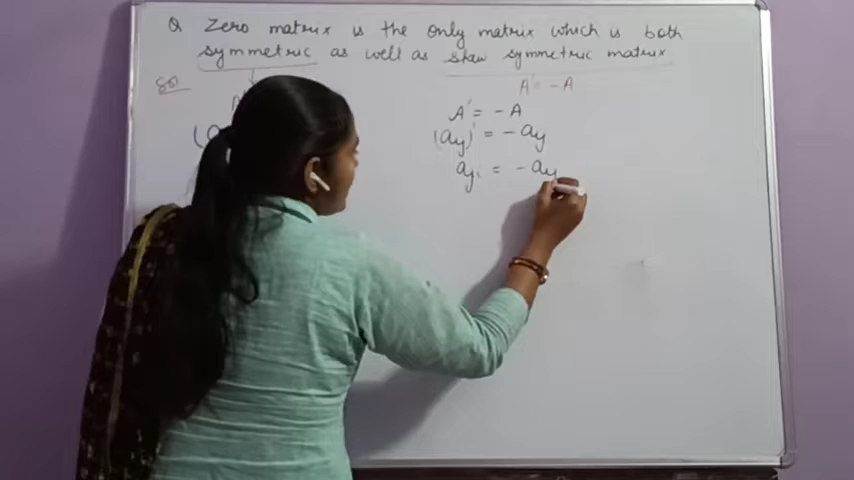 Q Zero matrix is the only matrix which is both
symmetric as well as skew symmetric matrix
Sol
A' = -A
A' = -A
(aij)' = -aij
aji = -aij